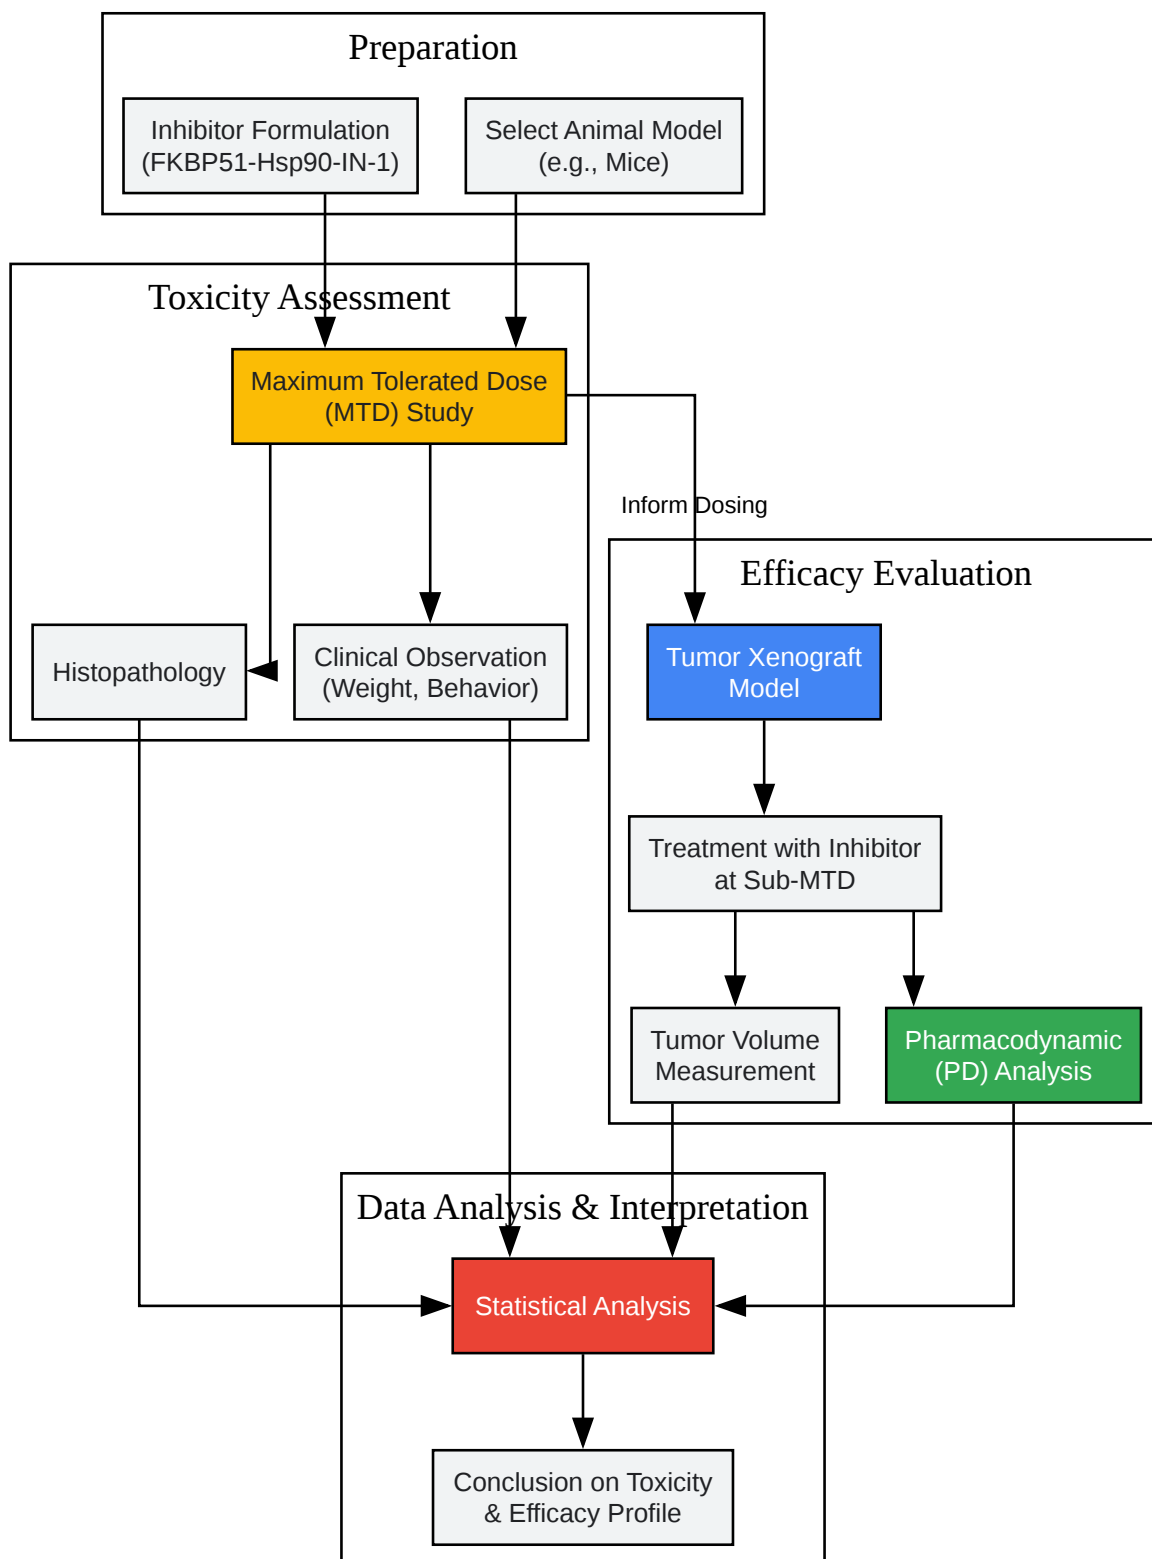 Preparation
Inhibitor Formulation
(FKBP51-Hsp90-IN-1)
Select Animal Model
(e.g., Mice)
Toxicity Assessment
Maximum Tolerated Dose
(MTD) Study
Inform Dosing
Efficacy Evaluation
Histopathology
Clinical Observation
(Weight, Behavior)
Tumor Xenograft
Model
Treatment with Inhibitor
at Sub-MTD
Tumor Volume
Measurement
Pharmacodynamic
(PD) Analysis
Data Analysis & Interpretation
Statistical Analysis
Conclusion on Toxicity
& Efficacy Profile